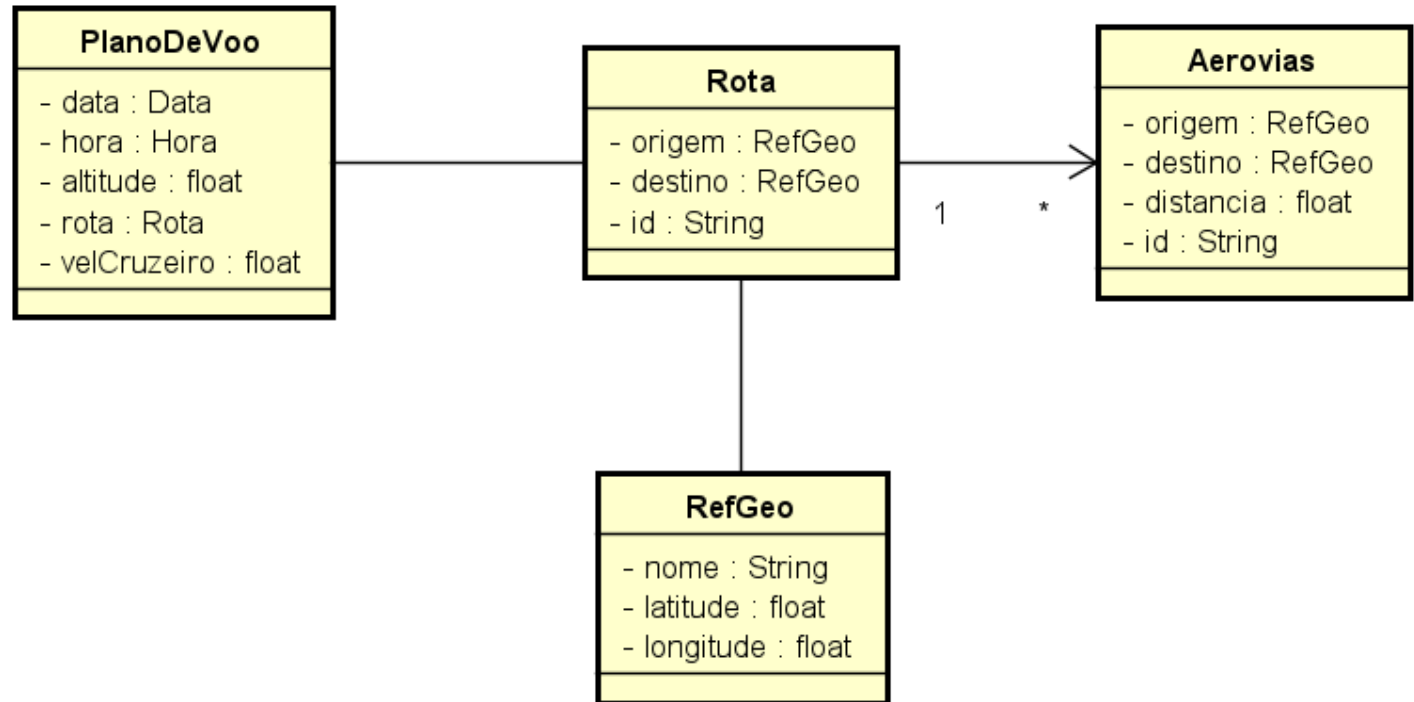 PlanoDeVoo
- data : Data
- hora : Hora
- altitude : float
- rota : Rota
- velCruzeiro : float
Rota
- origem : RefGeo
- destino : RefGeo
- id : String
1
*
Aerovias
- origem : RefGeo
- destino : RefGeo
- distancia : float
- id : String
RefGeo
- nome : String
- latitude : float
- longitude : float